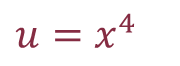 u = x⁴